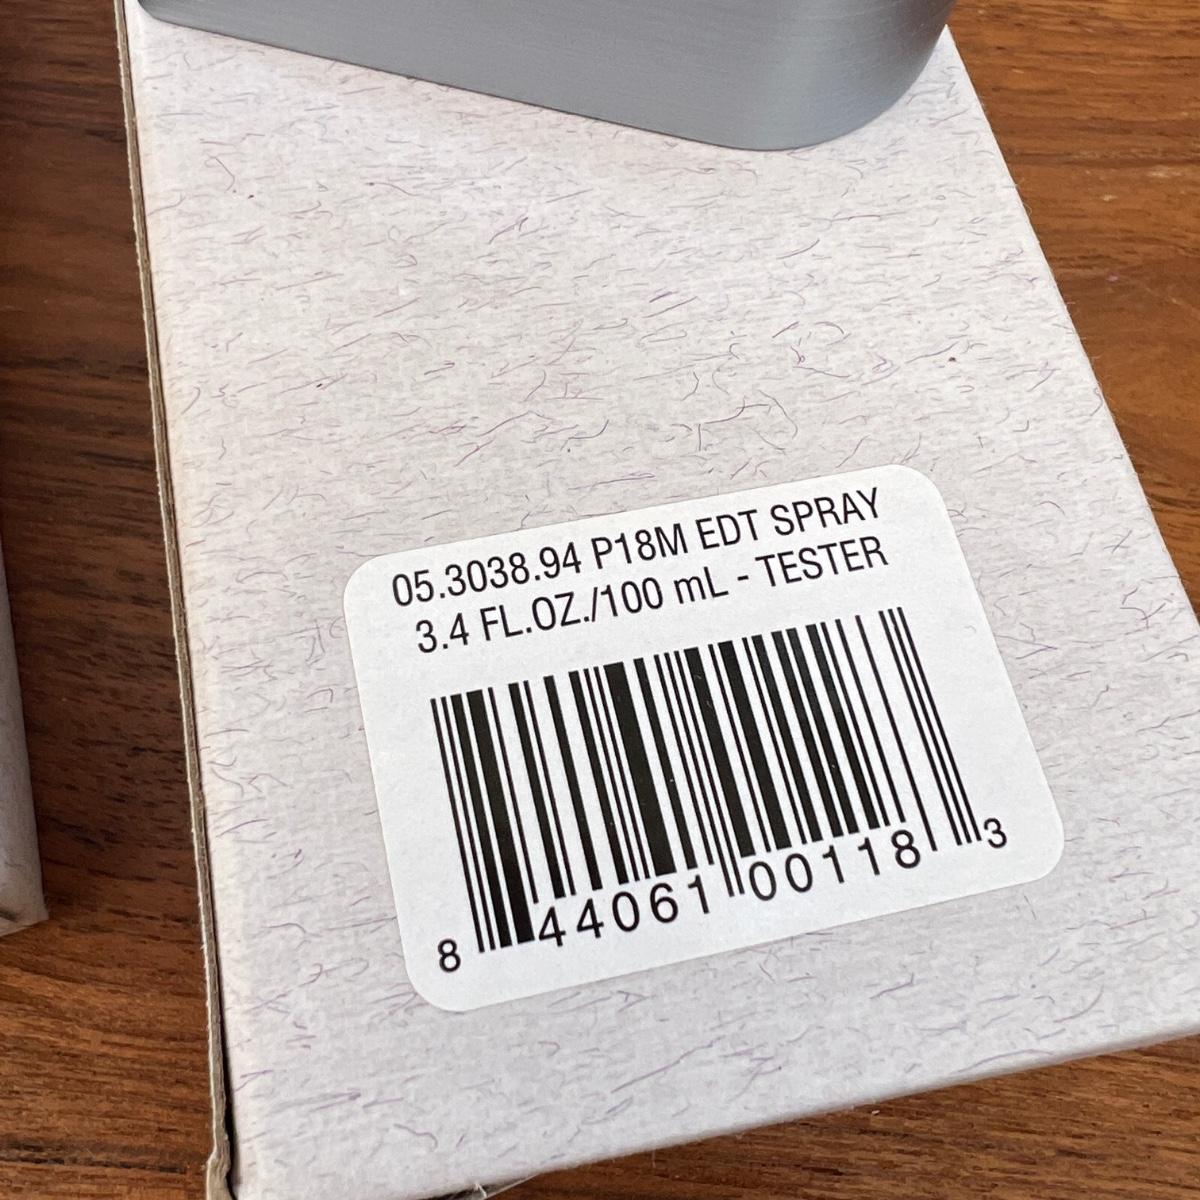 05.3038.94 P18M EDT SPRAY
3.4 FL.OZ./100 mL - TESTER
8 44061 00118 3